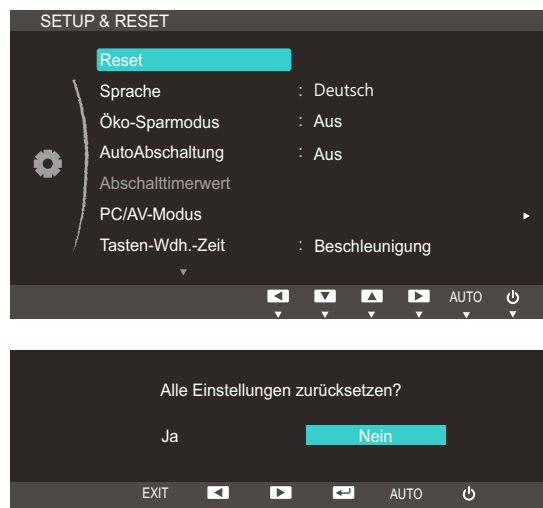 SETUP & RESET
Reset
Sprache : Deutsch
Öko-Sparmodus : Aus
AutoAbschaltung : Aus
Abschalttimerwert
PC/AV-Modus
Tasten-Wdh.-Zeit : Beschleunigung
AUTO
Alle Einstellungen zurücksetzen?
Ja Nein
EXIT AUTO